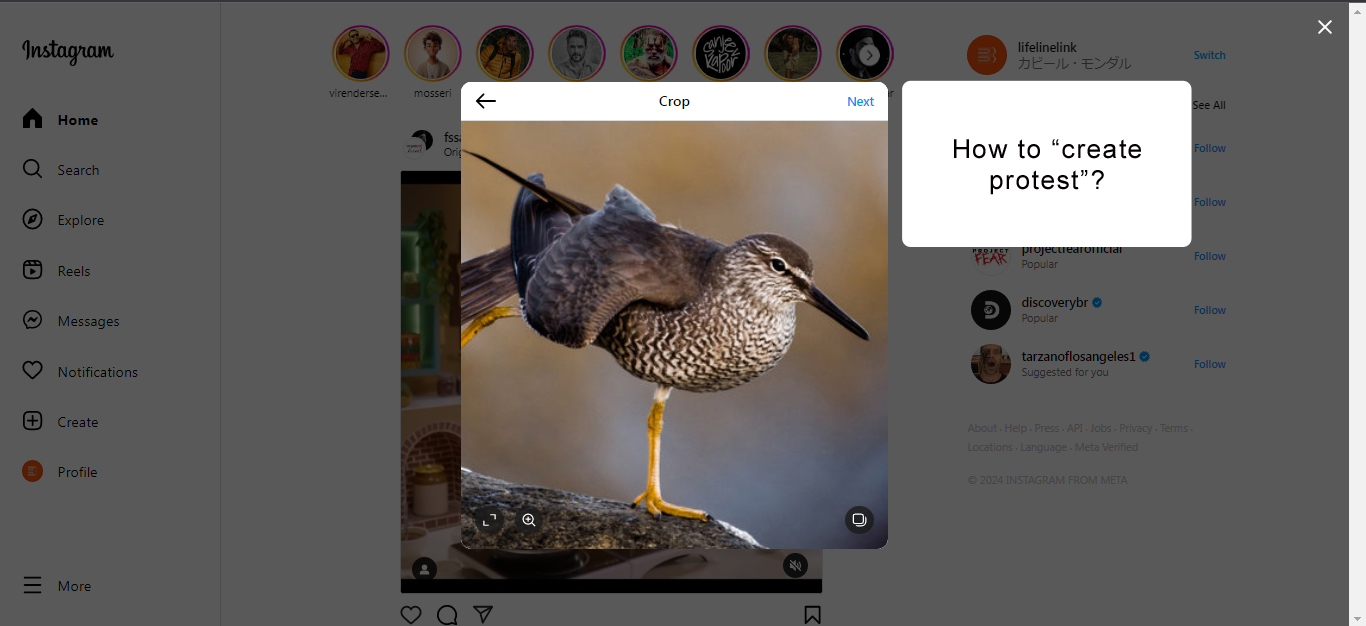 Instagram
Home
Search
Explore
Reels
Messages
Notifications
Create
Profile
More
virenderse...
mosseri
Crop
Next
How to “create
protest”?
lifelinelink
カビール・モンダル
Switch
See All
Follow
Follow
projectfearofficial
Popular
Follow
PROJECT
FEAR
discoverybr
Popular
Follow
tarzanoflosangeles1
Suggested for you
Follow
About · Help · Press · API · Jobs · Privacy · Terms ·
Locations · Language · Meta Verified
© 2024 INSTAGRAM FROM META